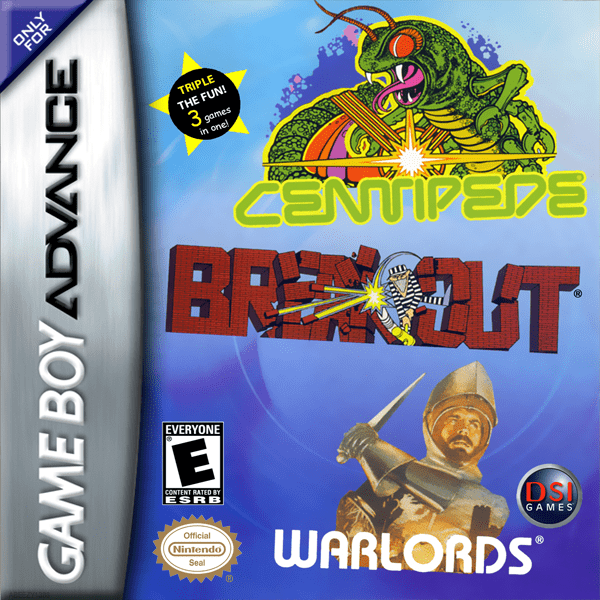 ONLY
FOR
GAME BOY ADVANCE
TRIPLE
THE FUN!
3 games
in one!
CENTIPEDE®
BREAKOUT®
EVERYONE
E®
CONTENT RATED BY
ESRB
Official
Nintendo
Seal
®
DSI
GAMES
WARLORDS®